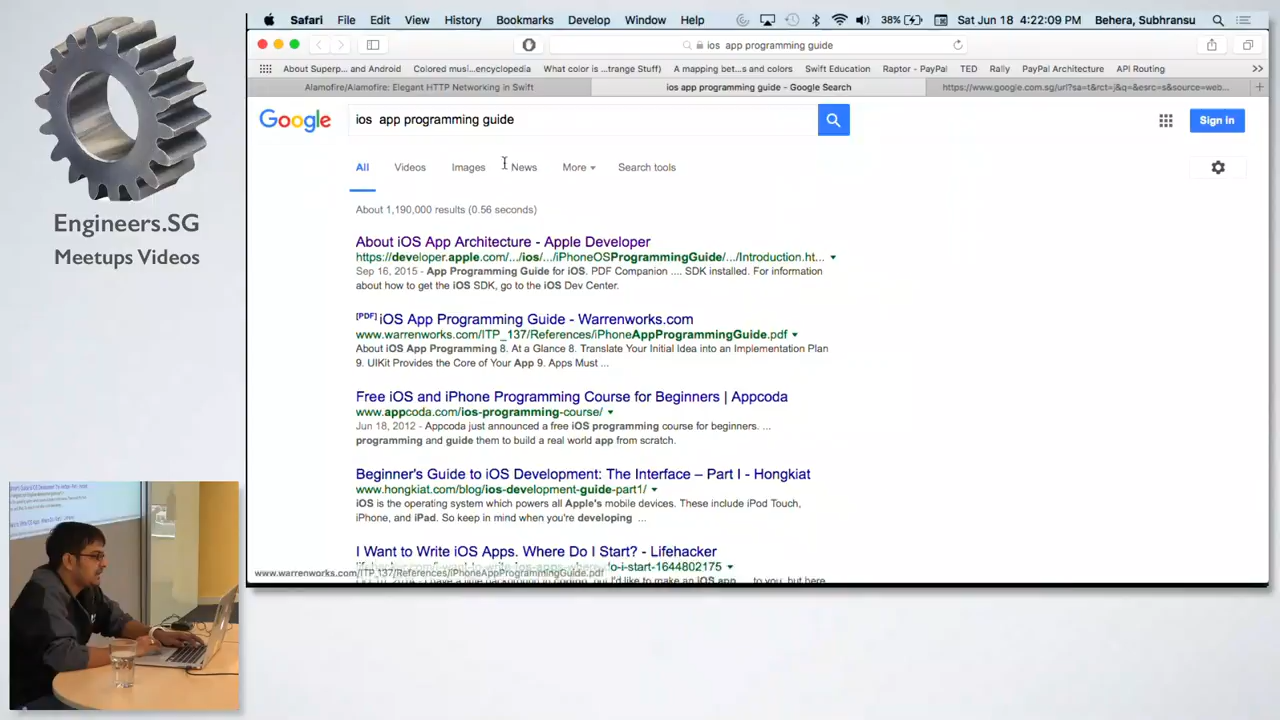 Engineers.SG
Meetups Videos
Safari File Edit View History Bookmarks Develop Window Help 38% Sat Jun 18 4:22:09 PM Behera, Subhransu
ios app programming guide
About Superp... and Android Colored musi...encyclopedia What color is ...trange Stuff) A mapping bet...s and colors Swift Education Raptor - PayPal TED Rally PayPal Architecture API Routing >>
Alamofire/Alamofire: Elegant HTTP Networking in Swift ios app programming guide - Google Search https://www.google.com.sg/url?sa=t&rct=j&q=&esrc=s&source=web... +
Google ios app programming guide Sign in
All Videos Images News More Search tools
About 1,190,000 results (0.56 seconds)
About iOS App Architecture - Apple Developer
https://developer.apple.com/.../ios/.../iPhoneOSProgrammingGuide/.../Introduction.ht...
Sep 16, 2015 - App Programming Guide for iOS. PDF Companion .... SDK installed. For information
about how to get the iOS SDK, go to the iOS Dev Center.
[PDF] iOS App Programming Guide - Warrenworks.com
www.warrenworks.com/ITP_137/References/iPhoneAppProgrammingGuide.pdf
About iOS App Programming 8. At a Glance 8. Translate Your Initial Idea into an Implementation Plan
9. UIKit Provides the Core of Your App 9. Apps Must ...
Free iOS and iPhone Programming Course for Beginners | Appcoda
www.appcoda.com/ios-programming-course/
Jun 18, 2012 - Appcoda just announced a free iOS programming course for beginners. ...
programming and guide them to build a real world app from scratch.
Beginner's Guide to iOS Development: The Interface – Part I - Hongkiat
www.hongkiat.com/blog/ios-development-guide-part1/
iOS is the operating system which powers all Apple's mobile devices. These include iPod Touch,
iPhone, and iPad. So keep in mind when you're developing ...
I Want to Write iOS Apps. Where Do I Start? - Lifehacker
o-i-start-1644802175
www.warrenworks.com/ITP_137/References/iPhoneAppProgrammingGuide.pdf